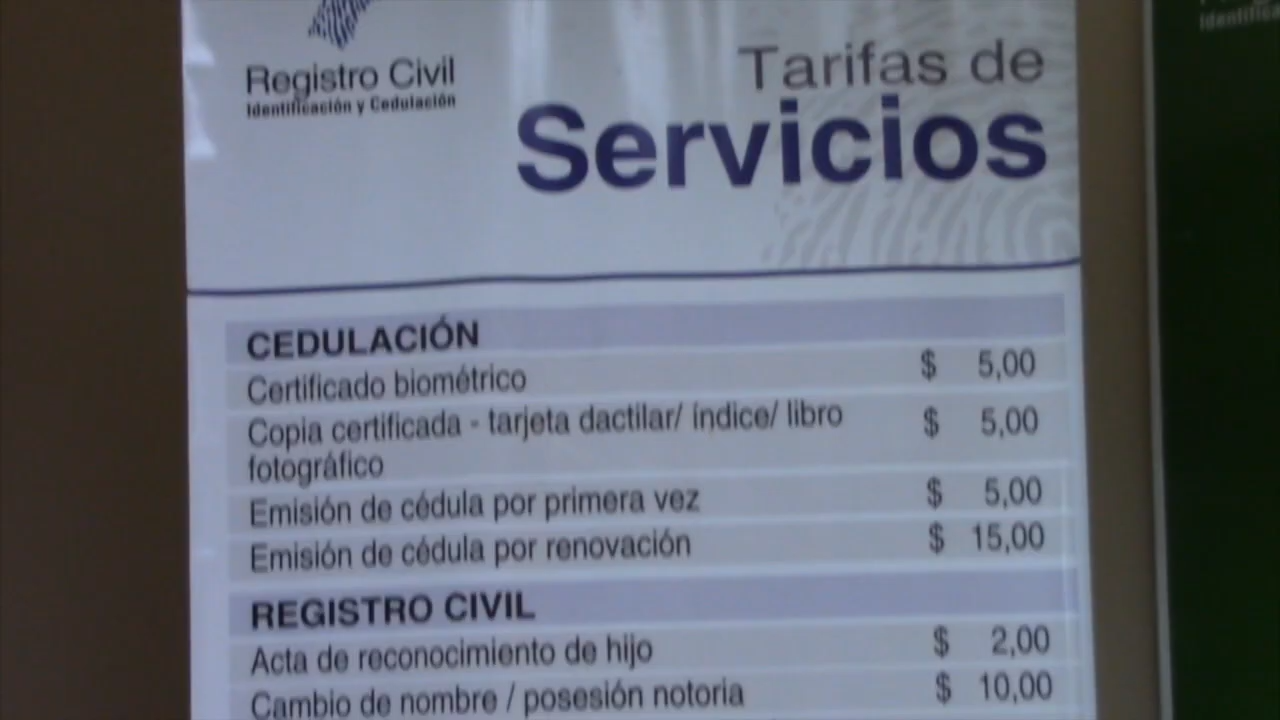 Registro Civil
Identificación y Cedulación
Tarifas de
Servicios
CEDULACIÓN
Certificado biométrico $ 5,00
Copia certificada - tarjeta dactilar/ índice/ libro $ 5,00
fotográfico
Emisión de cédula por primera vez $ 5,00
Emisión de cédula por renovación $ 15,00
REGISTRO CIVIL
Acta de reconocimiento de hijo $ 2,00
Cambio de nombre / posesión notoria $ 10,00